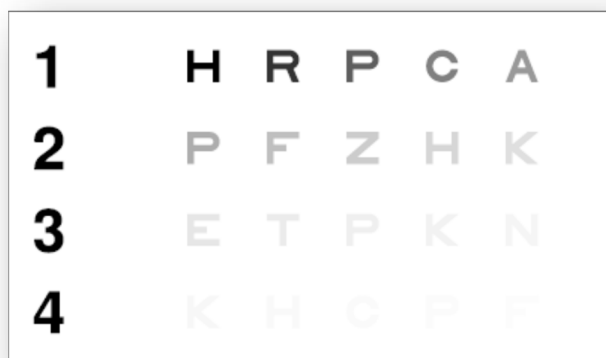 1 H R P C A
2 P F Z H K
3 E T P K N
4 K H C P F